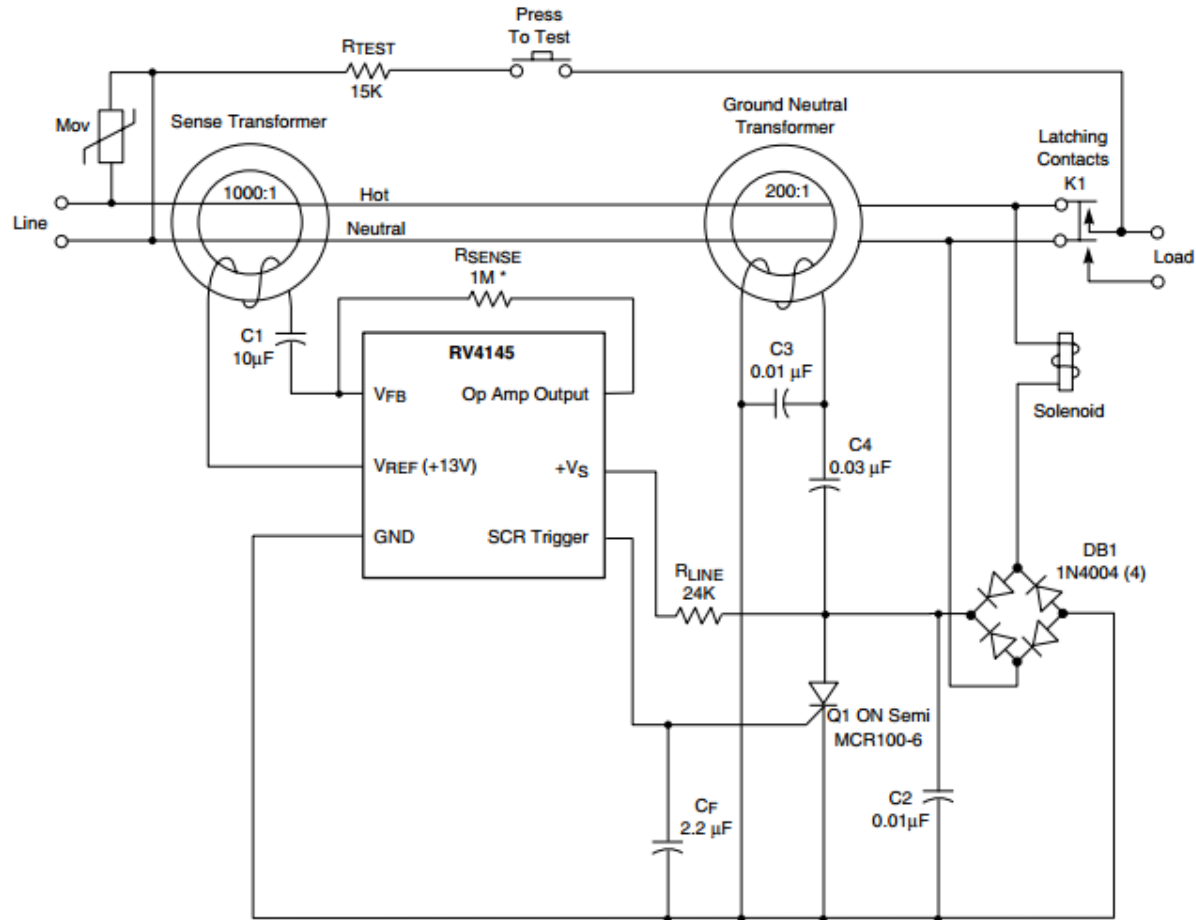 Press
To Test
RTEST
15K
Mov
Sense Transformer
Ground Neutral
Transformer
Latching
Contacts
K1
1000:1
200:1
Hot
Line
Neutral
Load
RSENSE
1M *
C1
10µF
RV4145
C3
0.01 µF
VFB
Op Amp Output
Solenoid
C4
0.03 µF
VREF (+13V)
+VS
GND
SCR Trigger
DB1
1N4004 (4)
RLINE
24K
Q1 ON Semi
MCR100-6
C2
0.01µF
CF
2.2 µF